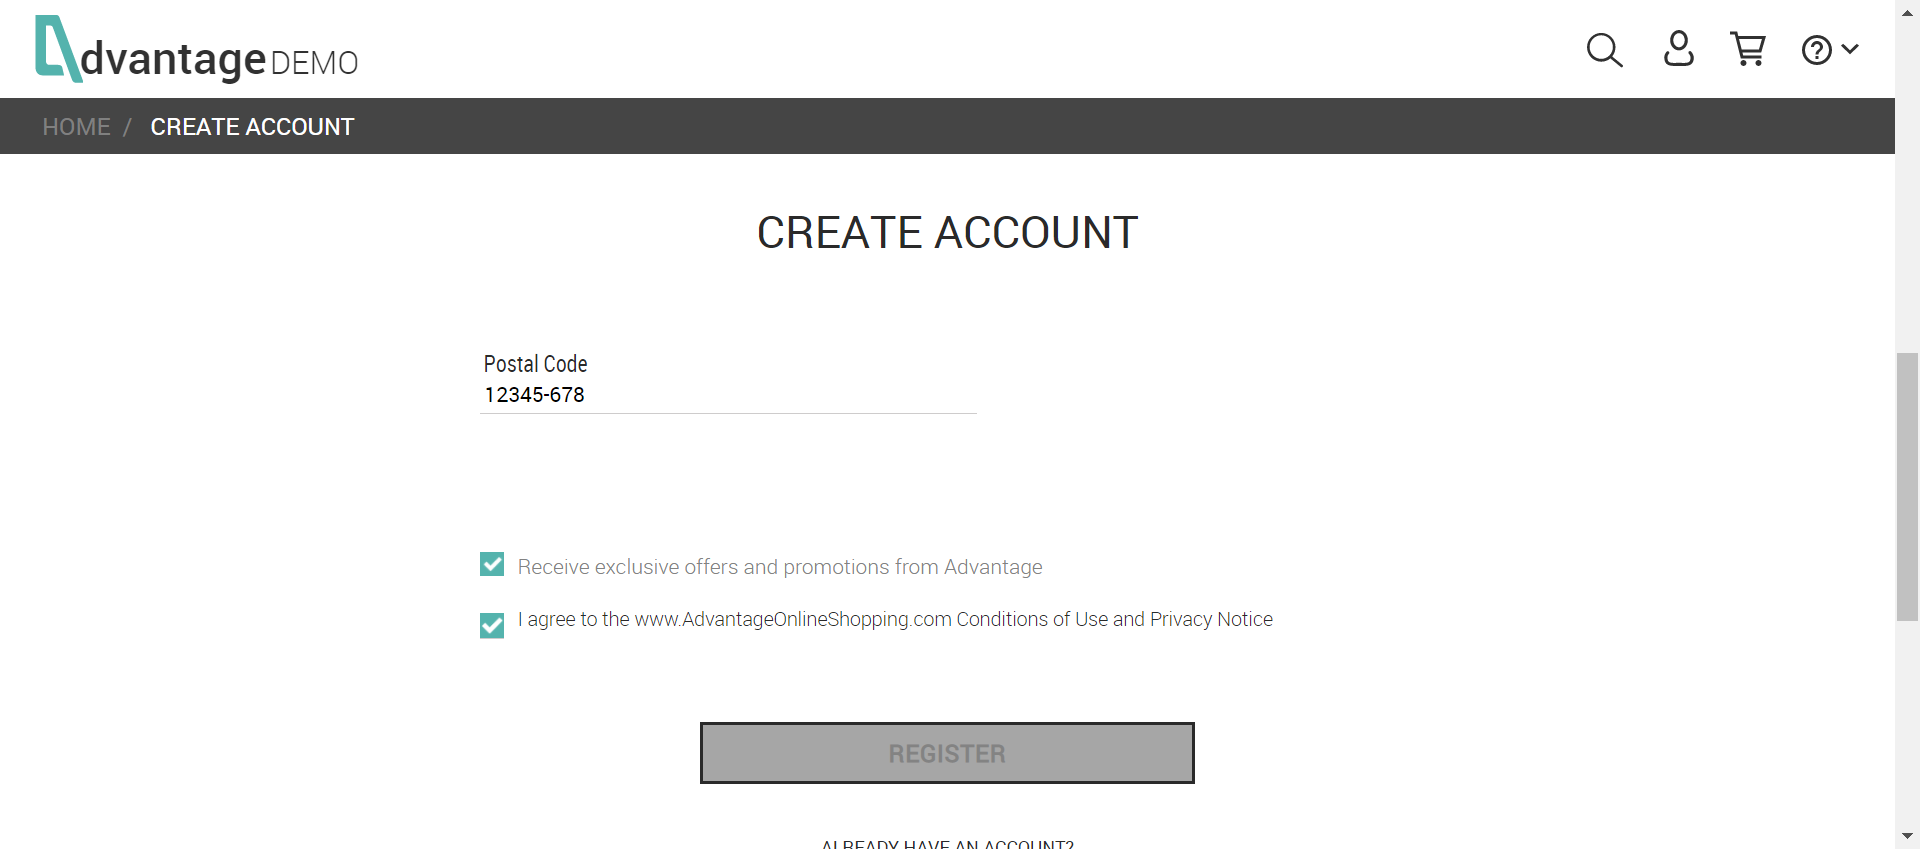 dvantage DEMO
HOME / CREATE ACCOUNT
CREATE ACCOUNT
Postal Code
12345-678
Receive exclusive offers and promotions from Advantage
I agree to the www.AdvantageOnlineShopping.com Conditions of Use and Privacy Notice
REGISTER
ALREADY HAVE AN ACCOUNT?